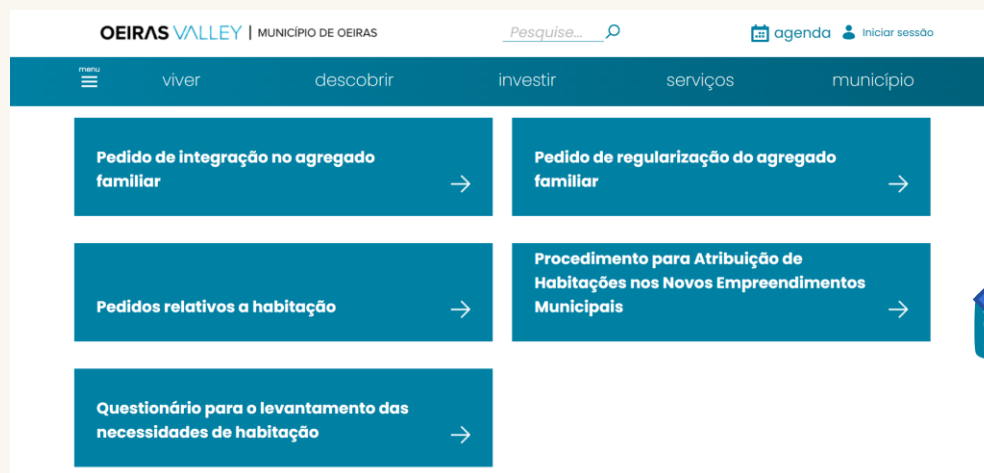 OEIRAS VALLEY | MUNICÍPIO DE OEIRAS
Pesquise...
agenda
Iniciar sessão
menu
viver
descobrir
investir
serviços
município
Pedido de integração no agregado
familiar
Pedido de regularização do agregado
familiar
Pedidos relativos a habitação
Procedimento para Atribuição de
Habitações nos Novos Empreendimentos
Municipais
Questionário para o levantamento das
necessidades de habitação